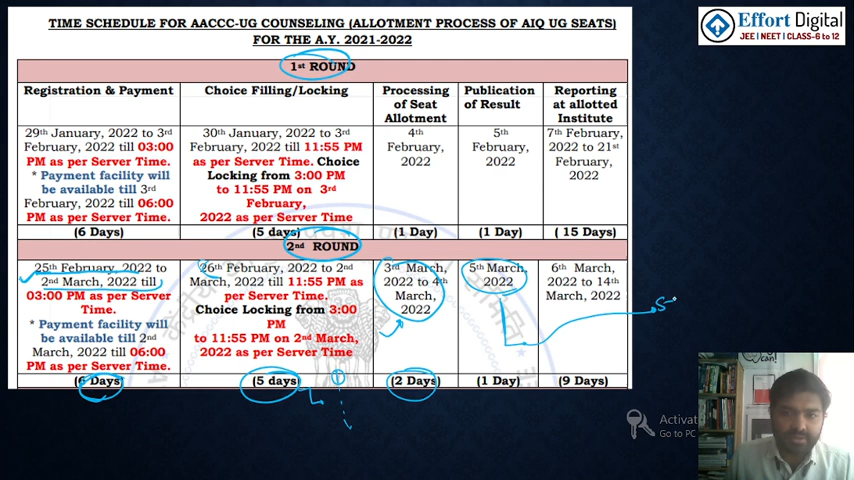 TIME SCHEDULE FOR AACCC-UG COUNSELING (ALLOTMENT PROCESS OF AIQ UG SEATS)
FOR THE A.Y. 2021-2022
Effort Digital
JEE | NEET | CLASS-6 to 12
1st ROUND
Registration & Payment
Choice Filling/Locking
Processing
of Seat
Allotment
Publication
of Result
Reporting
at allotted
Institute
29th January, 2022 to 3rd
February, 2022 till 03:00
PM as per Server Time.
* Payment facility will
be available till 3rd
February, 2022 till 06:00
PM as per Server Time.
30th January, 2022 to 3rd
February, 2022 till 11:55 PM
as per Server Time. Choice
Locking from 3:00 PM
to 11:55 PM on 3rd
February,
2022 as per Server Time
4th
February,
2022
5th
February,
2022
7th February,
2022 to 21st
February,
2022
(6 Days)
(5 days)
(1 Day)
(1 Day)
( 15 Days)
2nd ROUND
25th February, 2022 to
2nd March, 2022 till
03:00 PM as per Server
Time.
* Payment facility will
be available till 2nd
March, 2022 till 06:00
PM as per Server Time.
26th February, 2022 to 2nd
March, 2022 till 11:55 PM as
per Server Time.
Choice Locking from 3:00
PM
to 11:55 PM on 2nd March,
2022 as per Server Time
3rd March,
2022 to 4th
March,
2022
5th March,
2022
6th March,
2022 to 14th
March, 2022
(6 Days)
(5 days)
(2 Days)
(1 Day)
(9 Days)
1
Activat
Go to PC
can!